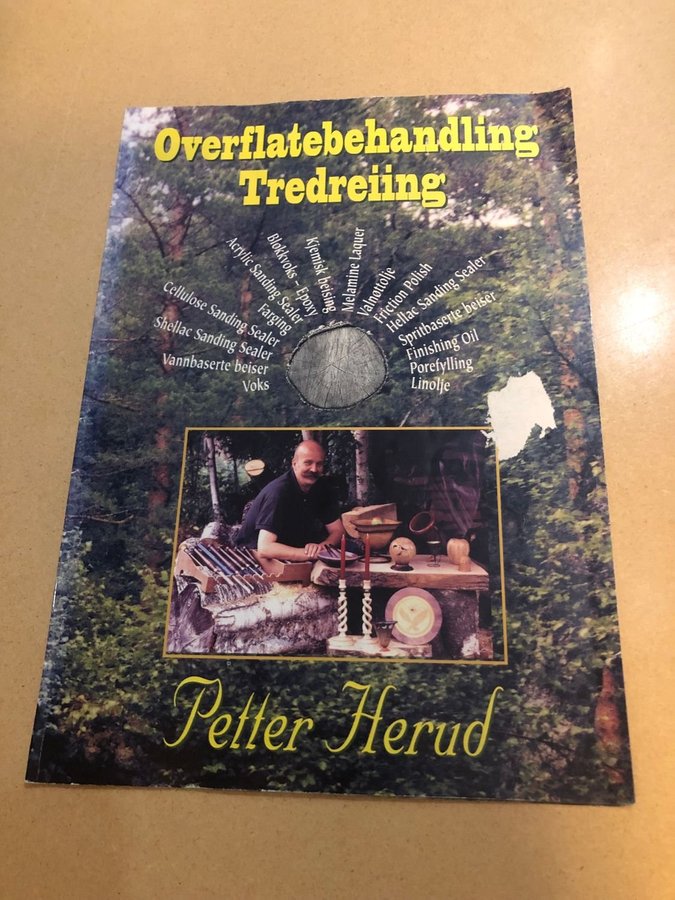 Overflatebehandling
Tredreiing
Voks
Vannbaserte beiser
Shellac Sanding Sealer
Cellulose Sanding Sealer
Farging
Acrylic Sanding Sealer
Blokkvoks - Epoxy
Kjemisk beising
Melamine Laquer
Valnøttolje
Friction Polish
Hellac Sanding Sealer
Spritbaserte beiser
Finishing Oil
Porefylling
Linolje
Petter Herud